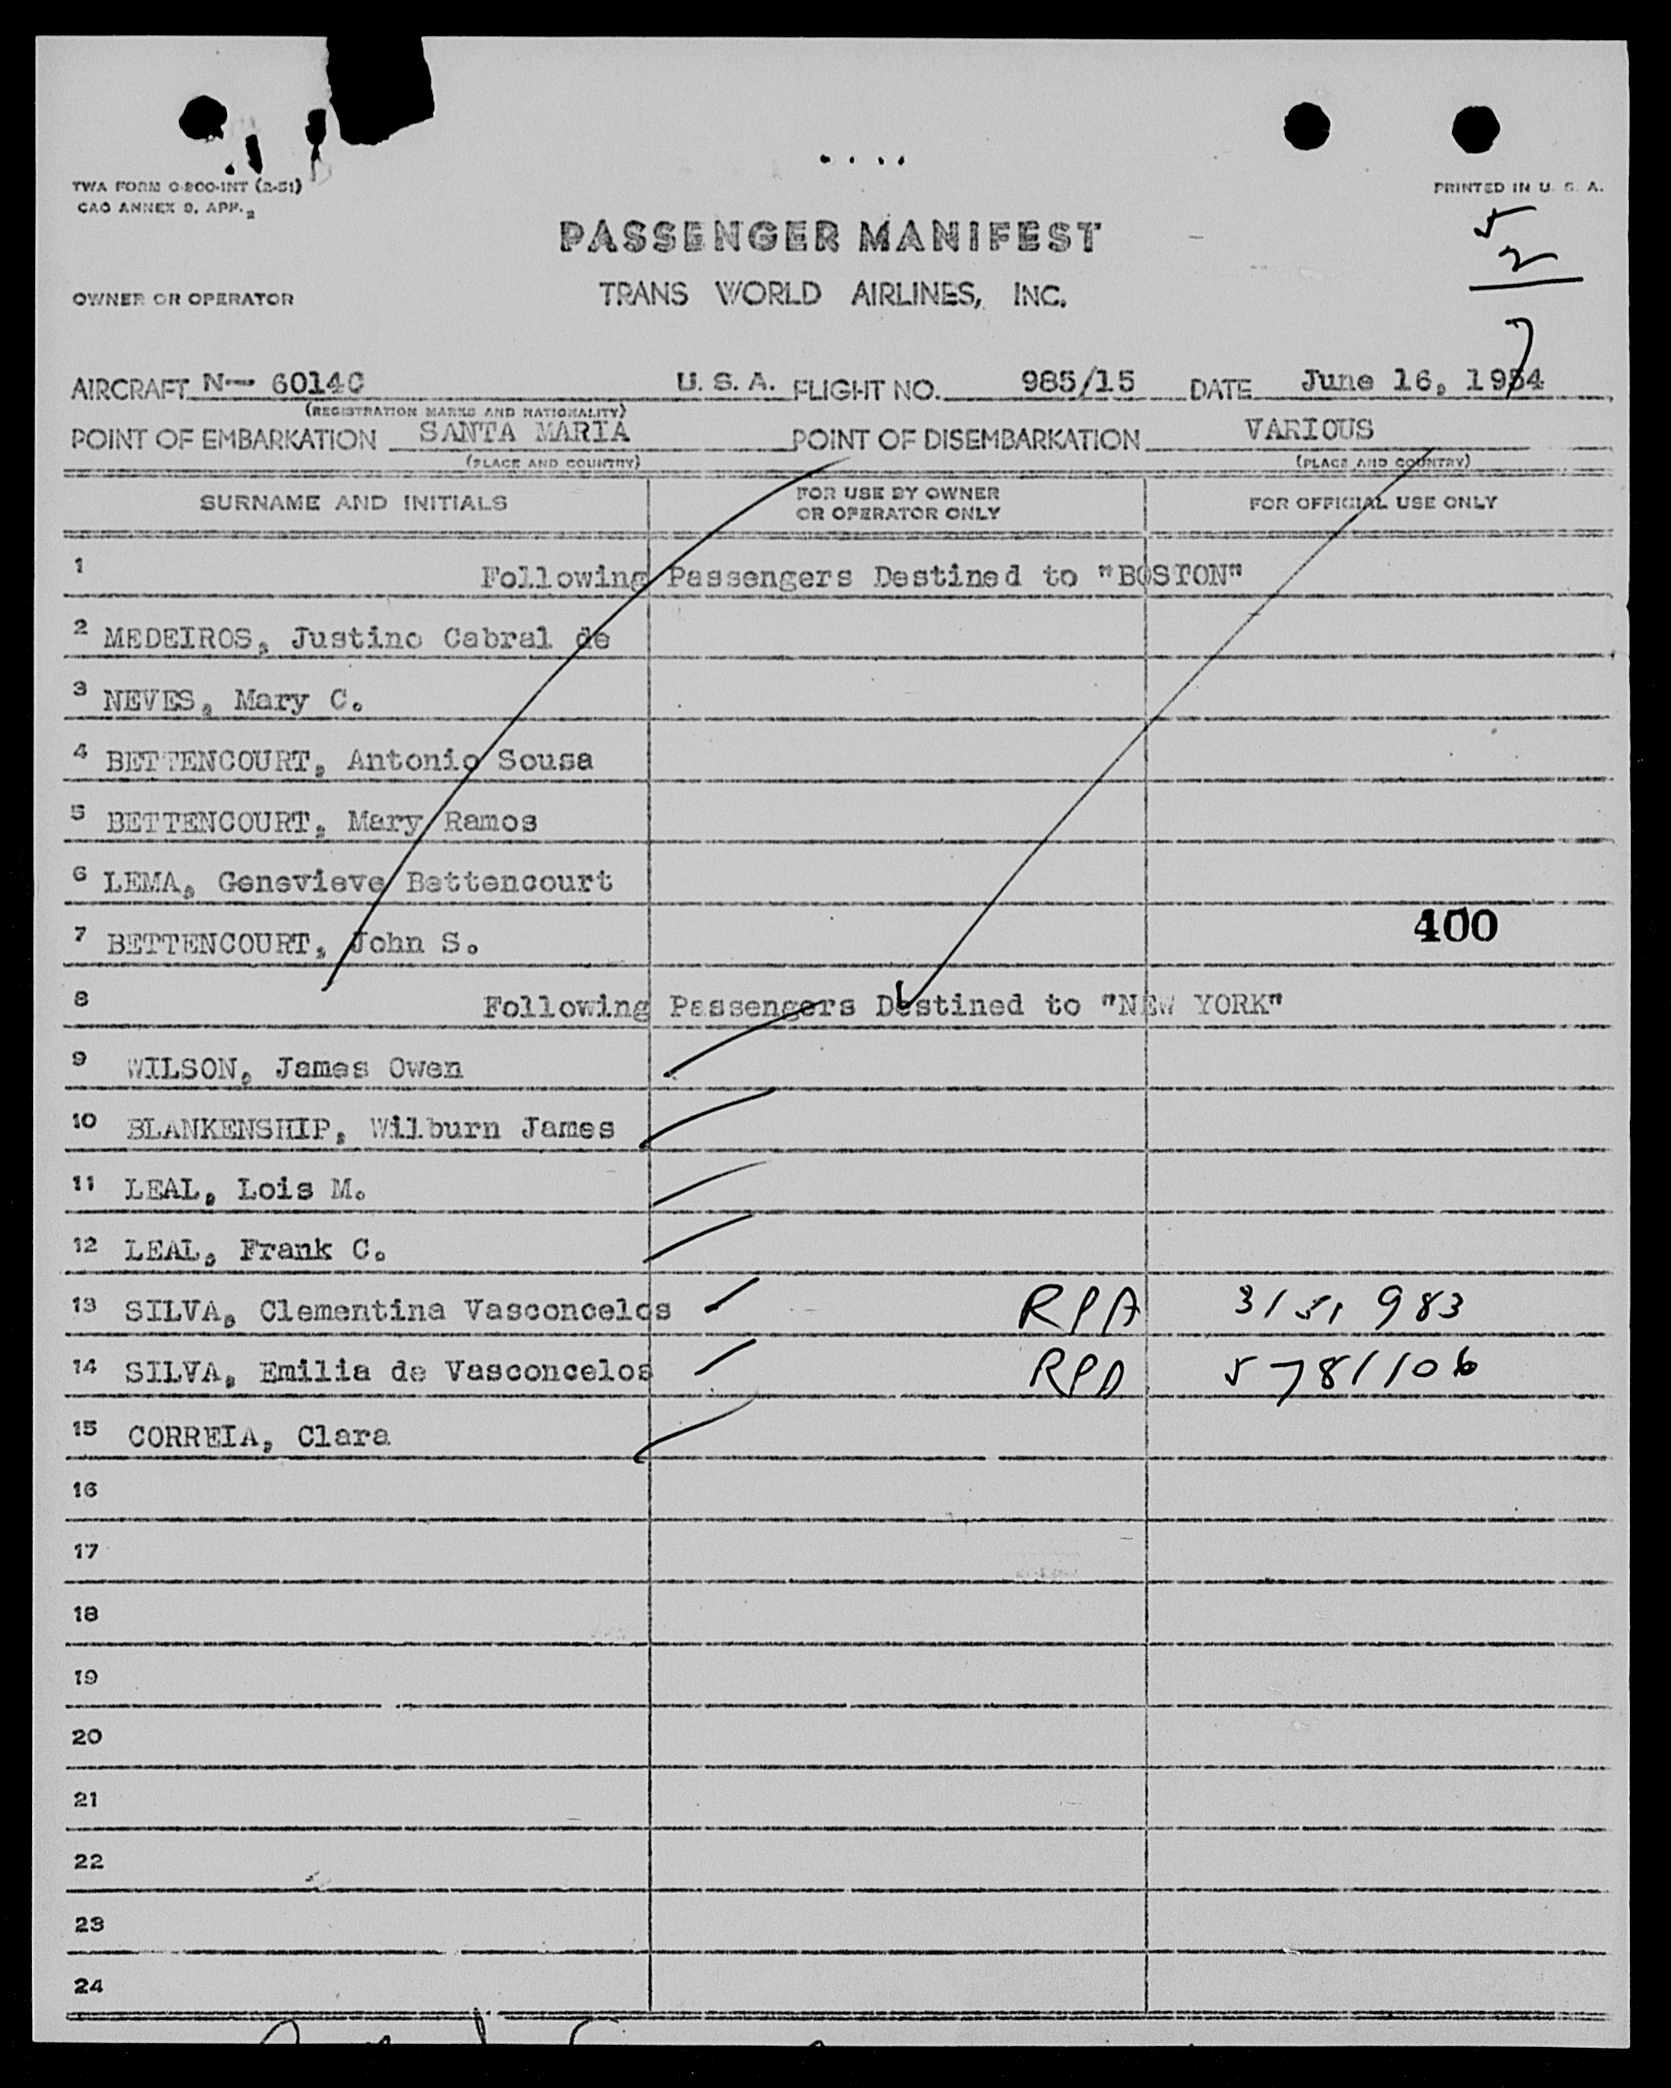 TWA FORM O-800-INT (2-51)
CAO ANNEX 9, APP. 2
PRINTED IN U. S. A.
5
2
7
PASSENGER MANIFEST
OWNER OR OPERATOR
TRANS WORLD AIRLINES, INC.
AIRCRAFT N-- 6014C U. S. A. FLIGHT NO. 985/15 DATE June 16, 1954
(REGISTRATION MARKS AND NATIONALITY)
POINT OF EMBARKATION SANTA MARIA POINT OF DISEMBARKATION VARIOUS
(PLACE AND COUNTRY) (PLACE AND COUNTRY)
SURNAME AND INITIALS FOR USE BY OWNER OR OPERATOR ONLY FOR OFFICIAL USE ONLY
1 Following Passengers Destined to "BOSTON"
2 MEDEIROS, Justino Cabral de
3 NEVES, Mary C.
4 BETTENCOURT, Antonio Sousa
5 BETTENCOURT, Mary Ramos
6 LEMA, Genevieve Bettencourt
400
7 BETTENCOURT, John S.
8 Following Passengers Destined to "NEW YORK"
9 WILSON, James Owen
10 BLANKENSHIP, Wilburn James
11 LEAL, Lois M.
12 LEAL, Frank C.
13 SILVA, Clementina Vasconcelos RPA 3151983
14 SILVA, Emilia de Vasconcelos RPA 5781106
15 CORREIA, Clara
16
17
18
19
20
21
22
23
24